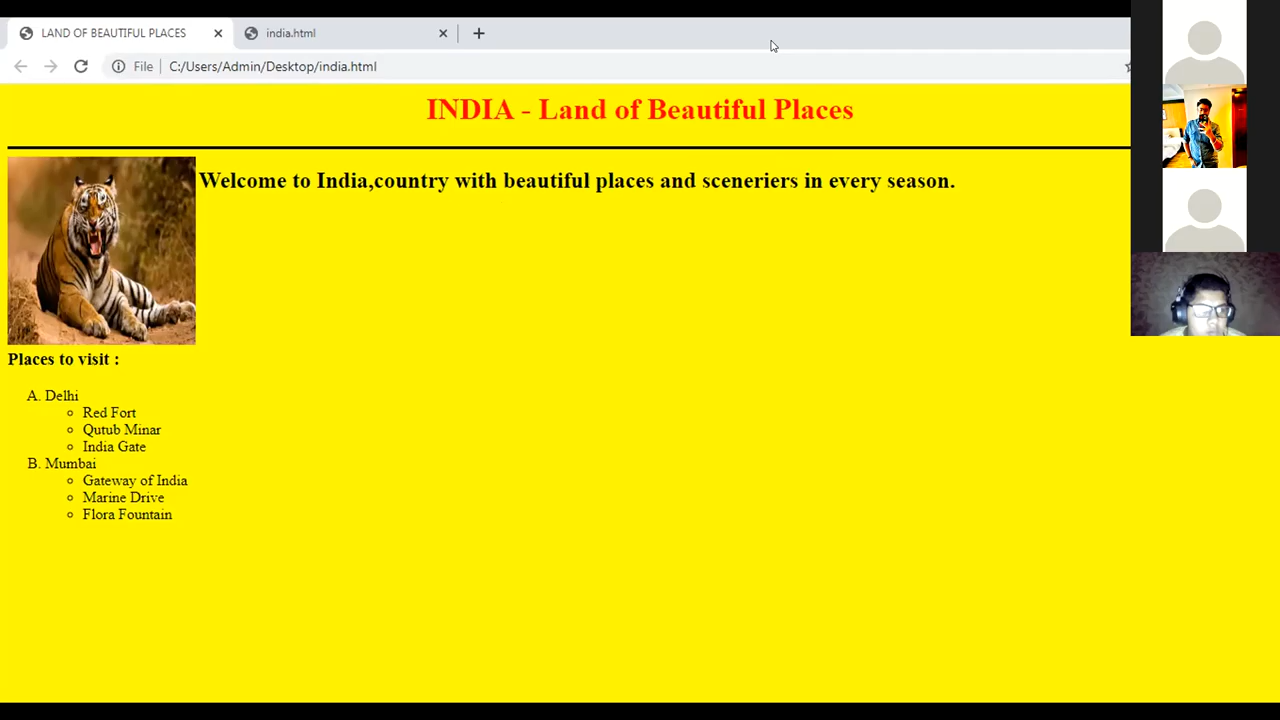 LAND OF BEAUTIFUL PLACES
india.html
File C:/Users/Admin/Desktop/india.html
INDIA - Land of Beautiful Places
Welcome to India,country with beautiful places and sceneriers in every season.
Places to visit :
A. Delhi
Red Fort
Qutub Minar
India Gate
B. Mumbai
Gateway of India
Marine Drive
Flora Fountain